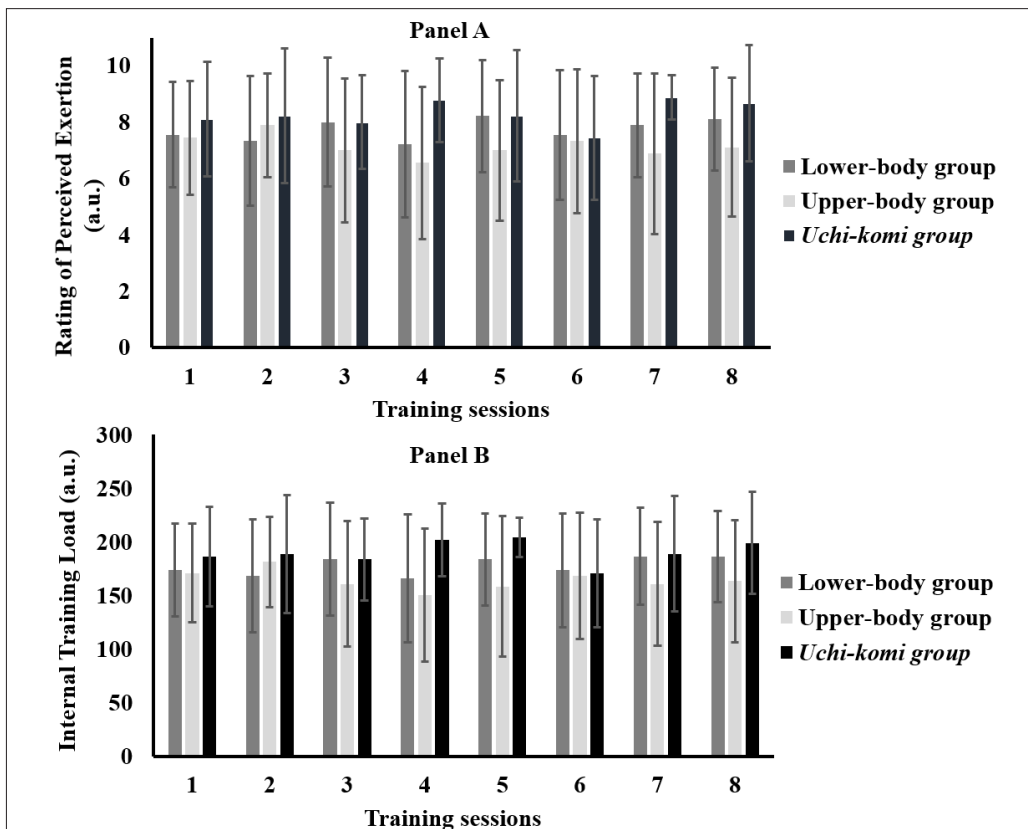 Panel A
Rating of Perceived Exertion
(a.u.)
10
8
6
4
2
0
1 2 3 4 5 6 7 8
Training sessions
Lower-body group
Upper-body group
Uchi-komi group
Panel B
Internal Training Load (a.u.)
300
250
200
150
100
50
0
1 2 3 4 5 6 7 8
Training sessions
Lower-body group
Upper-body group
Uchi-komi group